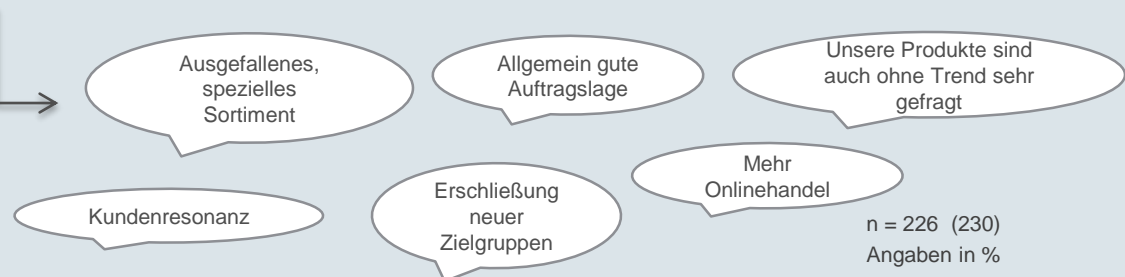 Ausgefallenes,
spezielles
Sortiment
Allgemein gute
Auftragslage
Unsere Produkte sind
auch ohne Trend sehr
gefragt
Kundenresonanz
Erschließung
neuer
Zielgruppen
Mehr
Onlinehandel
n = 226 (230)
Angaben in %